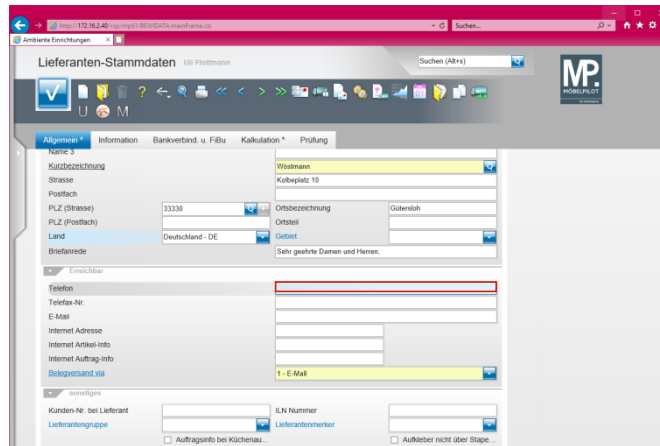 http://172.16.2.40/csp/mp61/BEWIDATA.mainFrame.cls
Suchen...
Ambiente Einrichtungen
Lieferanten-Stammdaten Uli Flottmann
Suchen (Alt+s)
MP.
MÖBELPILOT
U M
Allgemein * Information Bankverbind. u. FiBu Kalkulation * Prüfung
Name 3
Kurzbezeichnung Wöstmann
Strasse Kolbeplatz 10
Postfach
PLZ (Strasse) 33330 Ortsbezeichnung Gütersloh
PLZ (Postfach) Ortsteil
Land Deutschland - DE Gebiet
Briefanrede Sehr geehrte Damen und Herren,
Erreichbar
Telefon
Telefax-Nr.
E-Mail
Internet Adresse
Internet Artikel-Info
Internet Auftrag-Info
Belegversand via 1 - E-Mail
sonstiges
Kunden-Nr. bei Lieferant ILN Nummer
Lieferantengruppe Lieferantenmerker
Auftragsinfo bei Küchenau... Aufkleber nicht über Stape...